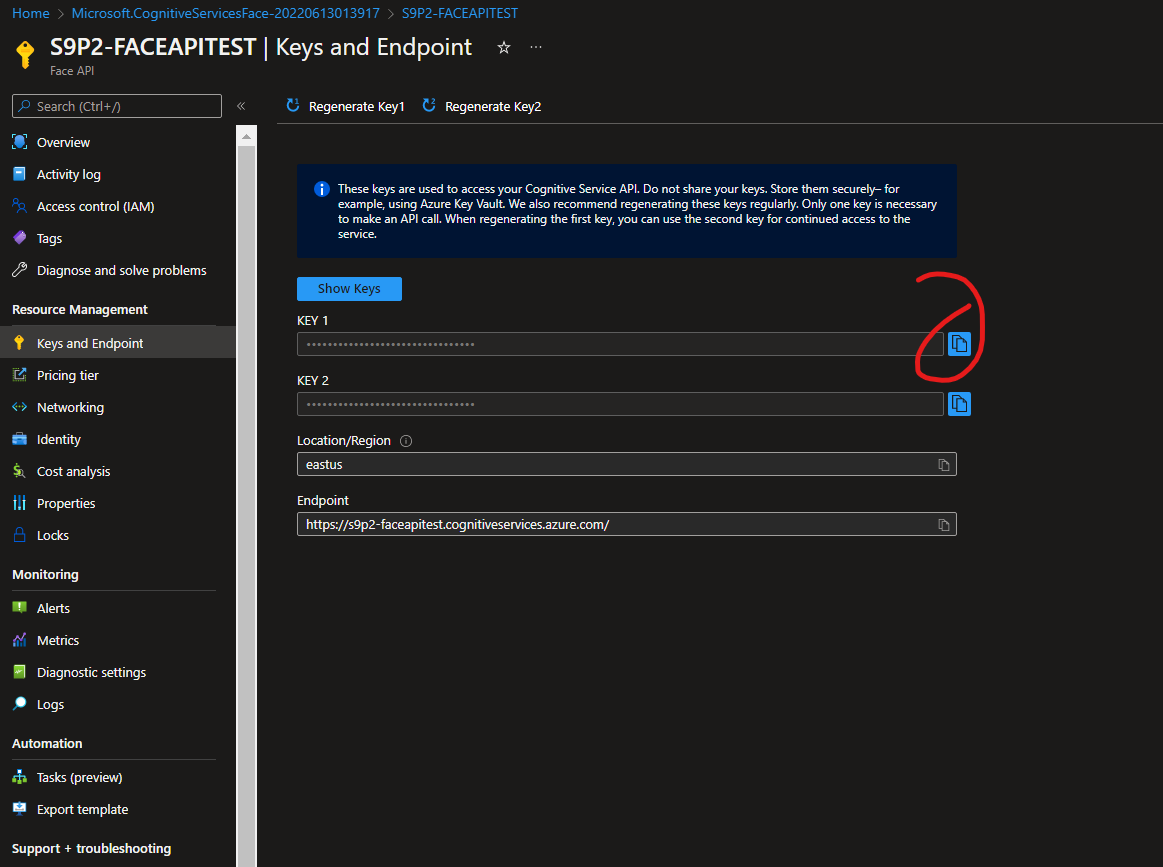 Home > Microsoft.CognitiveServicesFace-20220613013917 > S9P2-FACEAPITEST
S9P2-FACEAPITEST | Keys and Endpoint
Face API
Search (Ctrl+/)
Overview
Activity log
Access control (IAM)
Tags
Diagnose and solve problems
Resource Management
Keys and Endpoint
Pricing tier
Networking
Identity
Cost analysis
Properties
Locks
Monitoring
Alerts
Metrics
Diagnostic settings
Logs
Automation
Tasks (preview)
Export template
Support + troubleshooting
Regenerate Key1
Regenerate Key2
These keys are used to access your Cognitive Service API. Do not share your keys. Store them securely– for
example, using Azure Key Vault. We also recommend regenerating these keys regularly. Only one key is necessary
to make an API call. When regenerating the first key, you can use the second key for continued access to the
service.
Show Keys
KEY 1
KEY 2
Location/Region
eastus
Endpoint
https://s9p2-faceapitest.cognitiveservices.azure.com/